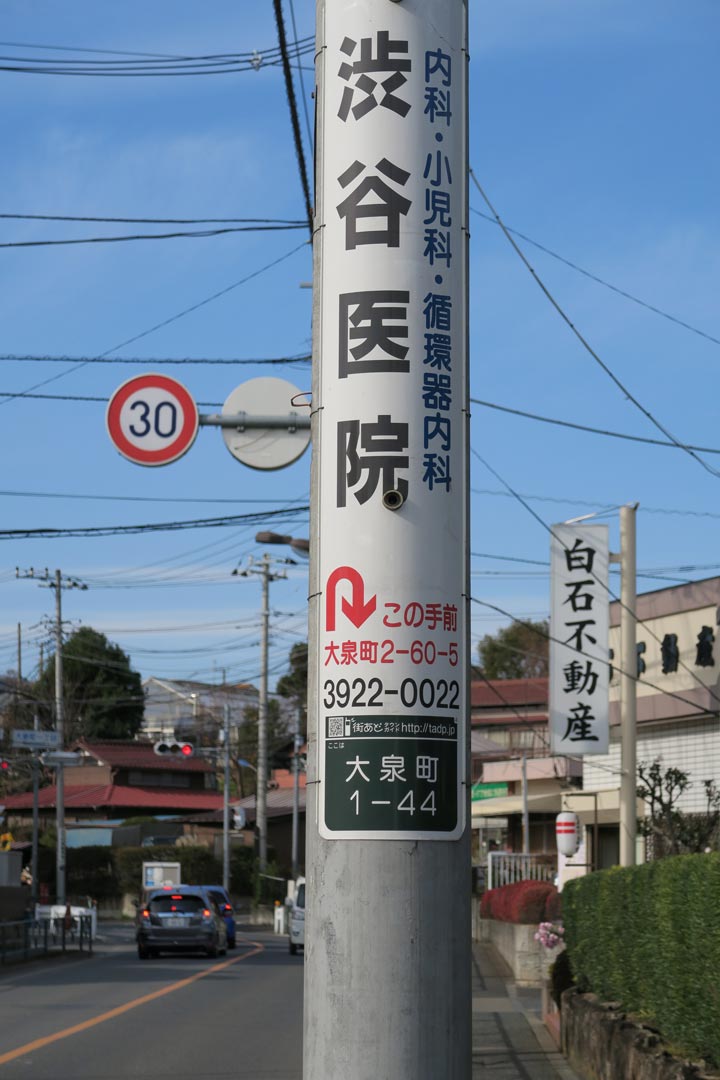 渋谷医院
内科・小児科・循環器内科
この手前
大泉町2-60-5
3922-0022
街あど
http://tadp.jp
ここは
大泉町
1-44
30
白石不動産